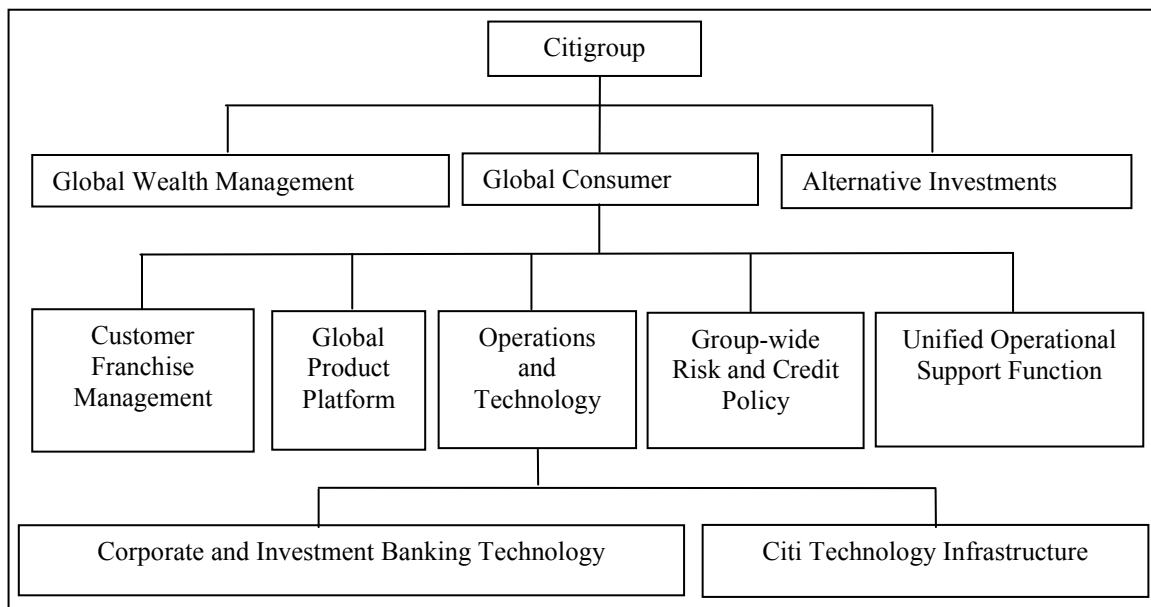 Citigroup
Global Wealth Management
Global Consumer
Alternative Investments
Customer
Franchise
Management
Global
Product
Platform
Operations
and
Technology
Group-wide
Risk and Credit
Policy
Unified Operational
Support Function
Corporate and Investment Banking Technology
Citi Technology Infrastructure